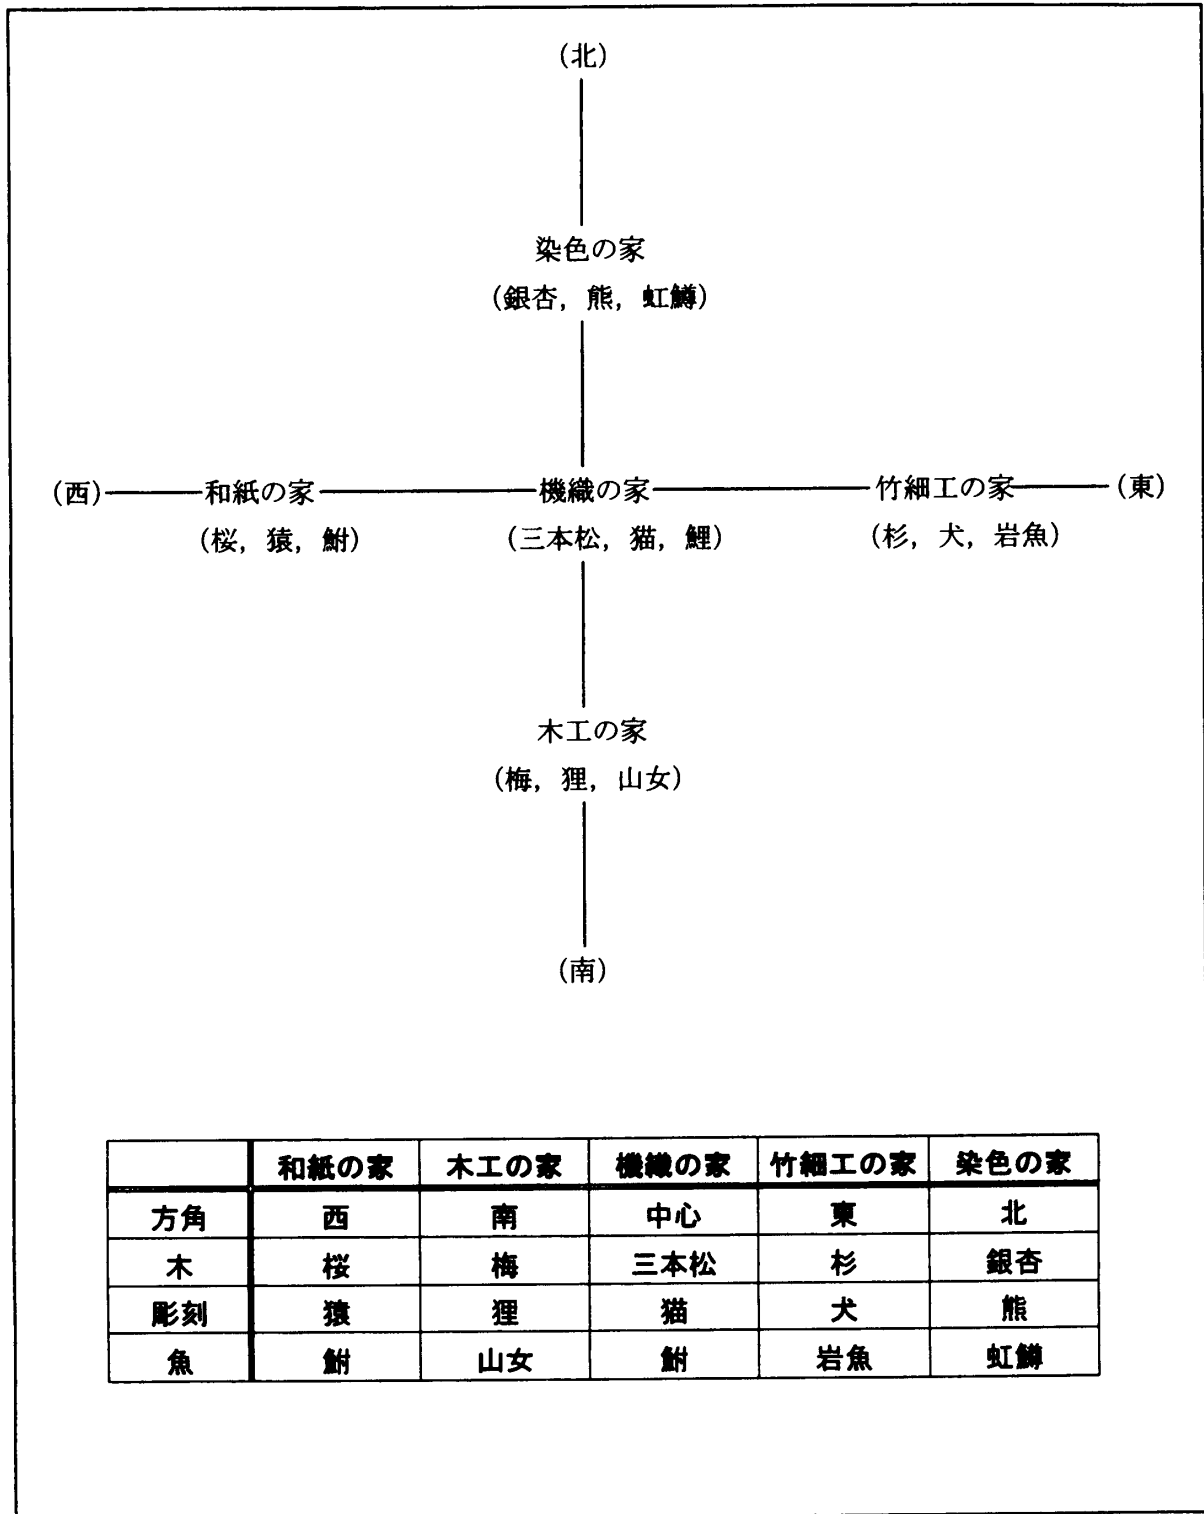 (北)
染色の家
(銀杏, 熊, 虹鱒)
(西) 和紙の家 機織の家 竹細工の家 (東)
(桜, 猿, 鮒) (三本松, 猫, 鯉) (杉, 犬, 岩魚)
木工の家
(梅, 狸, 山女)
(南)
和紙の家 木工の家 機織の家 竹細工の家 染色の家
方角 西 南 中心 東 北
木 桜 梅 三本松 杉 銀杏
彫刻 猿 狸 猫 犬 熊
魚 鮒 山女 鮒 岩魚 虹鱒